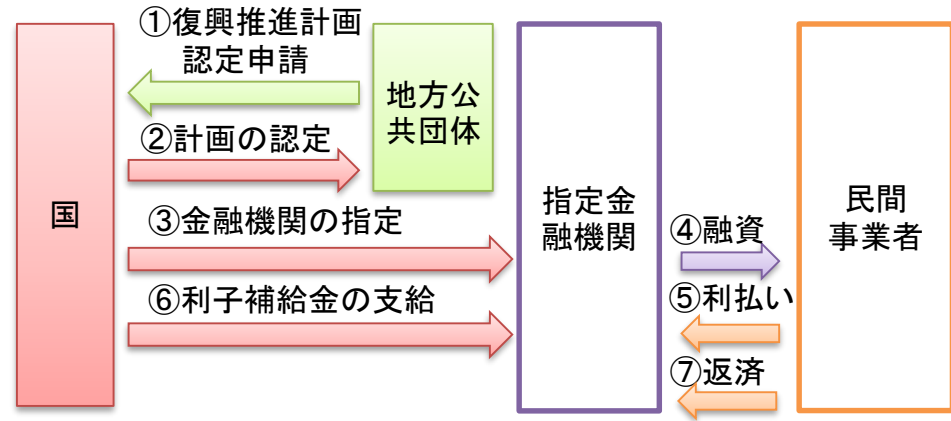 ①復興推進計画
認定申請
地方公
共団体
②計画の認定
国
③金融機関の指定
⑥利子補給金の支給
指定金
融機関
④融資
⑤利払い
⑦返済
民間
事業者